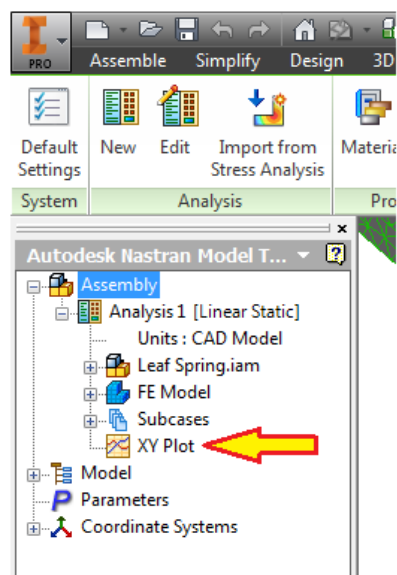 PRO
Assemble Simplify Design 3D
Default Settings New Edit Import from Stress Analysis
System Analysis
Autodesk Nastran Model T...
Assembly
Analysis 1 [Linear Static]
Units : CAD Model
Leaf Spring.iam
FE Model
Subcases
XY Plot
Model
Parameters
Coordinate Systems